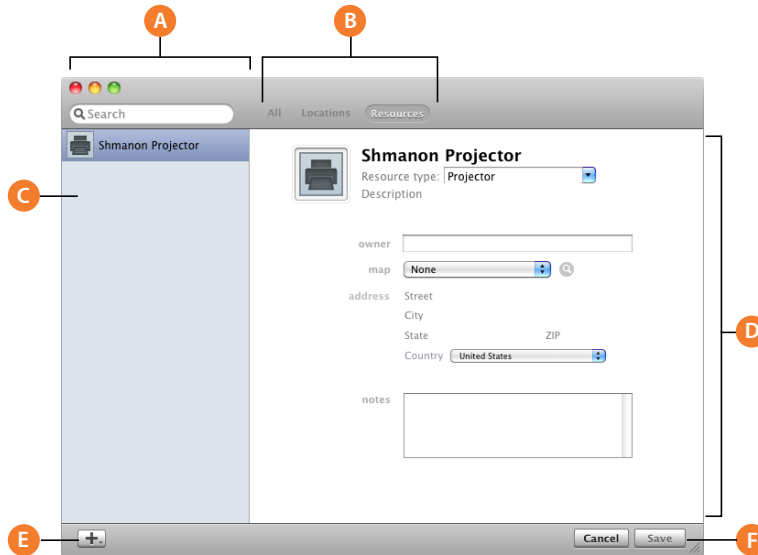 A
B
Search
All Locations Resources
Shmanon Projector
Shmanon Projector
Resource type: Projector
Description
C
owner
map None
address Street
City
State ZIP
Country United States
D
notes
E
Cancel Save
F